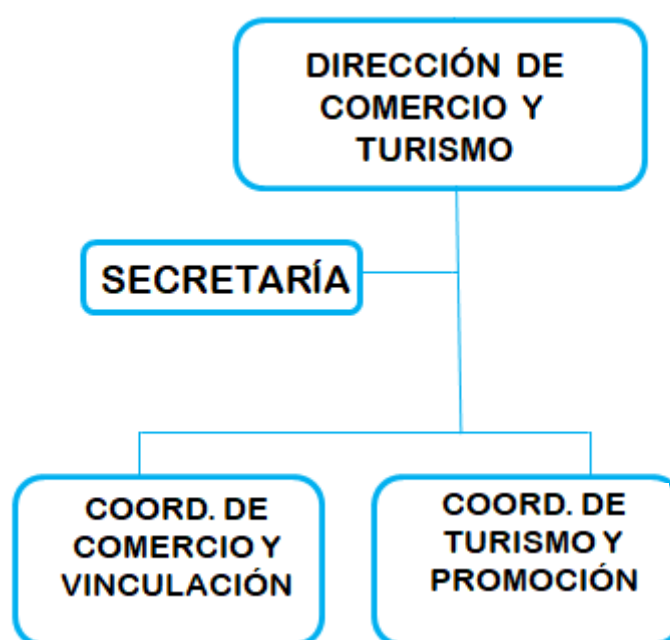 DIRECCIÓN DE
COMERCIO Y
TURISMO
SECRETARÍA
COORD. DE
COMERCIO Y
VINCULACIÓN
COORD. DE
TURISMO Y
PROMOCIÓN